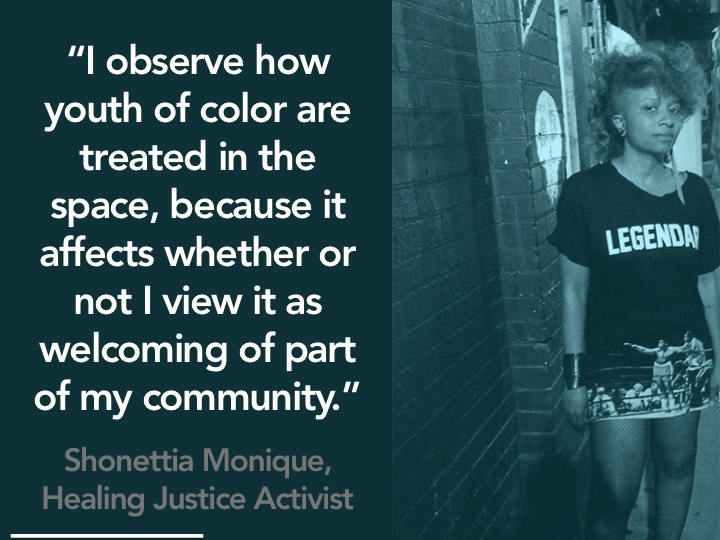 “I observe how
youth of color are
treated in the
space, because it
affects whether or
not I view it as
welcoming of part
of my community.”
Shonettia Monique,
Healing Justice Activist
LEGENDAR